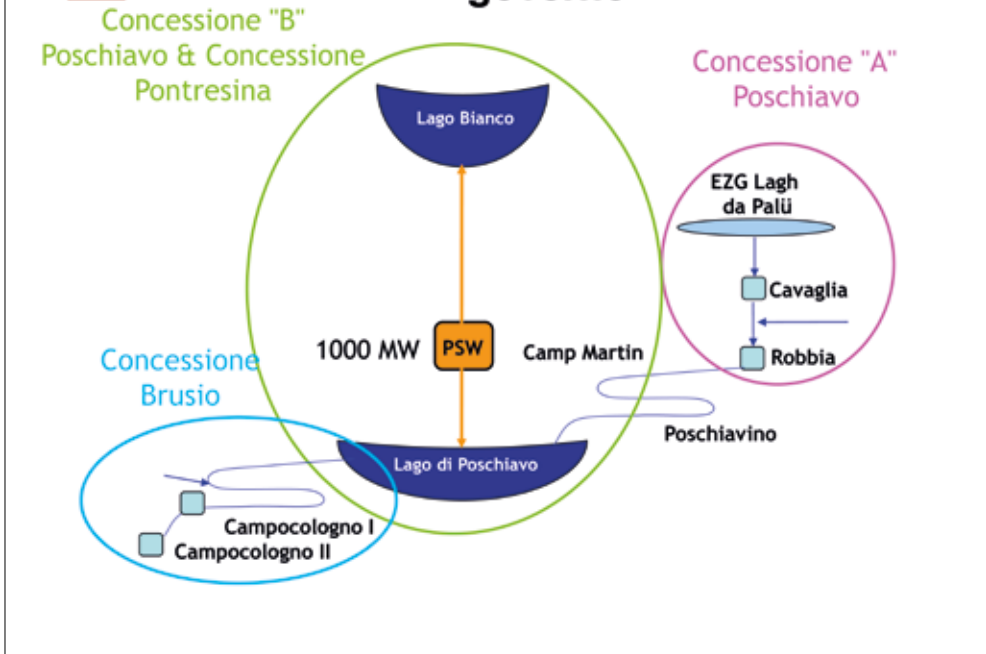 Concessione "B"
Poschiavo & Concessione
Pontresina
Concessione "A"
Poschiavo
Lago Bianco
EZG Lagh
da Palü
Cavaglia
1000 MW
PSW
Camp Martin
Robbia
Concessione
Brusio
Poschiavino
Lago di Poschiavo
Campocologno I
Campocologno II